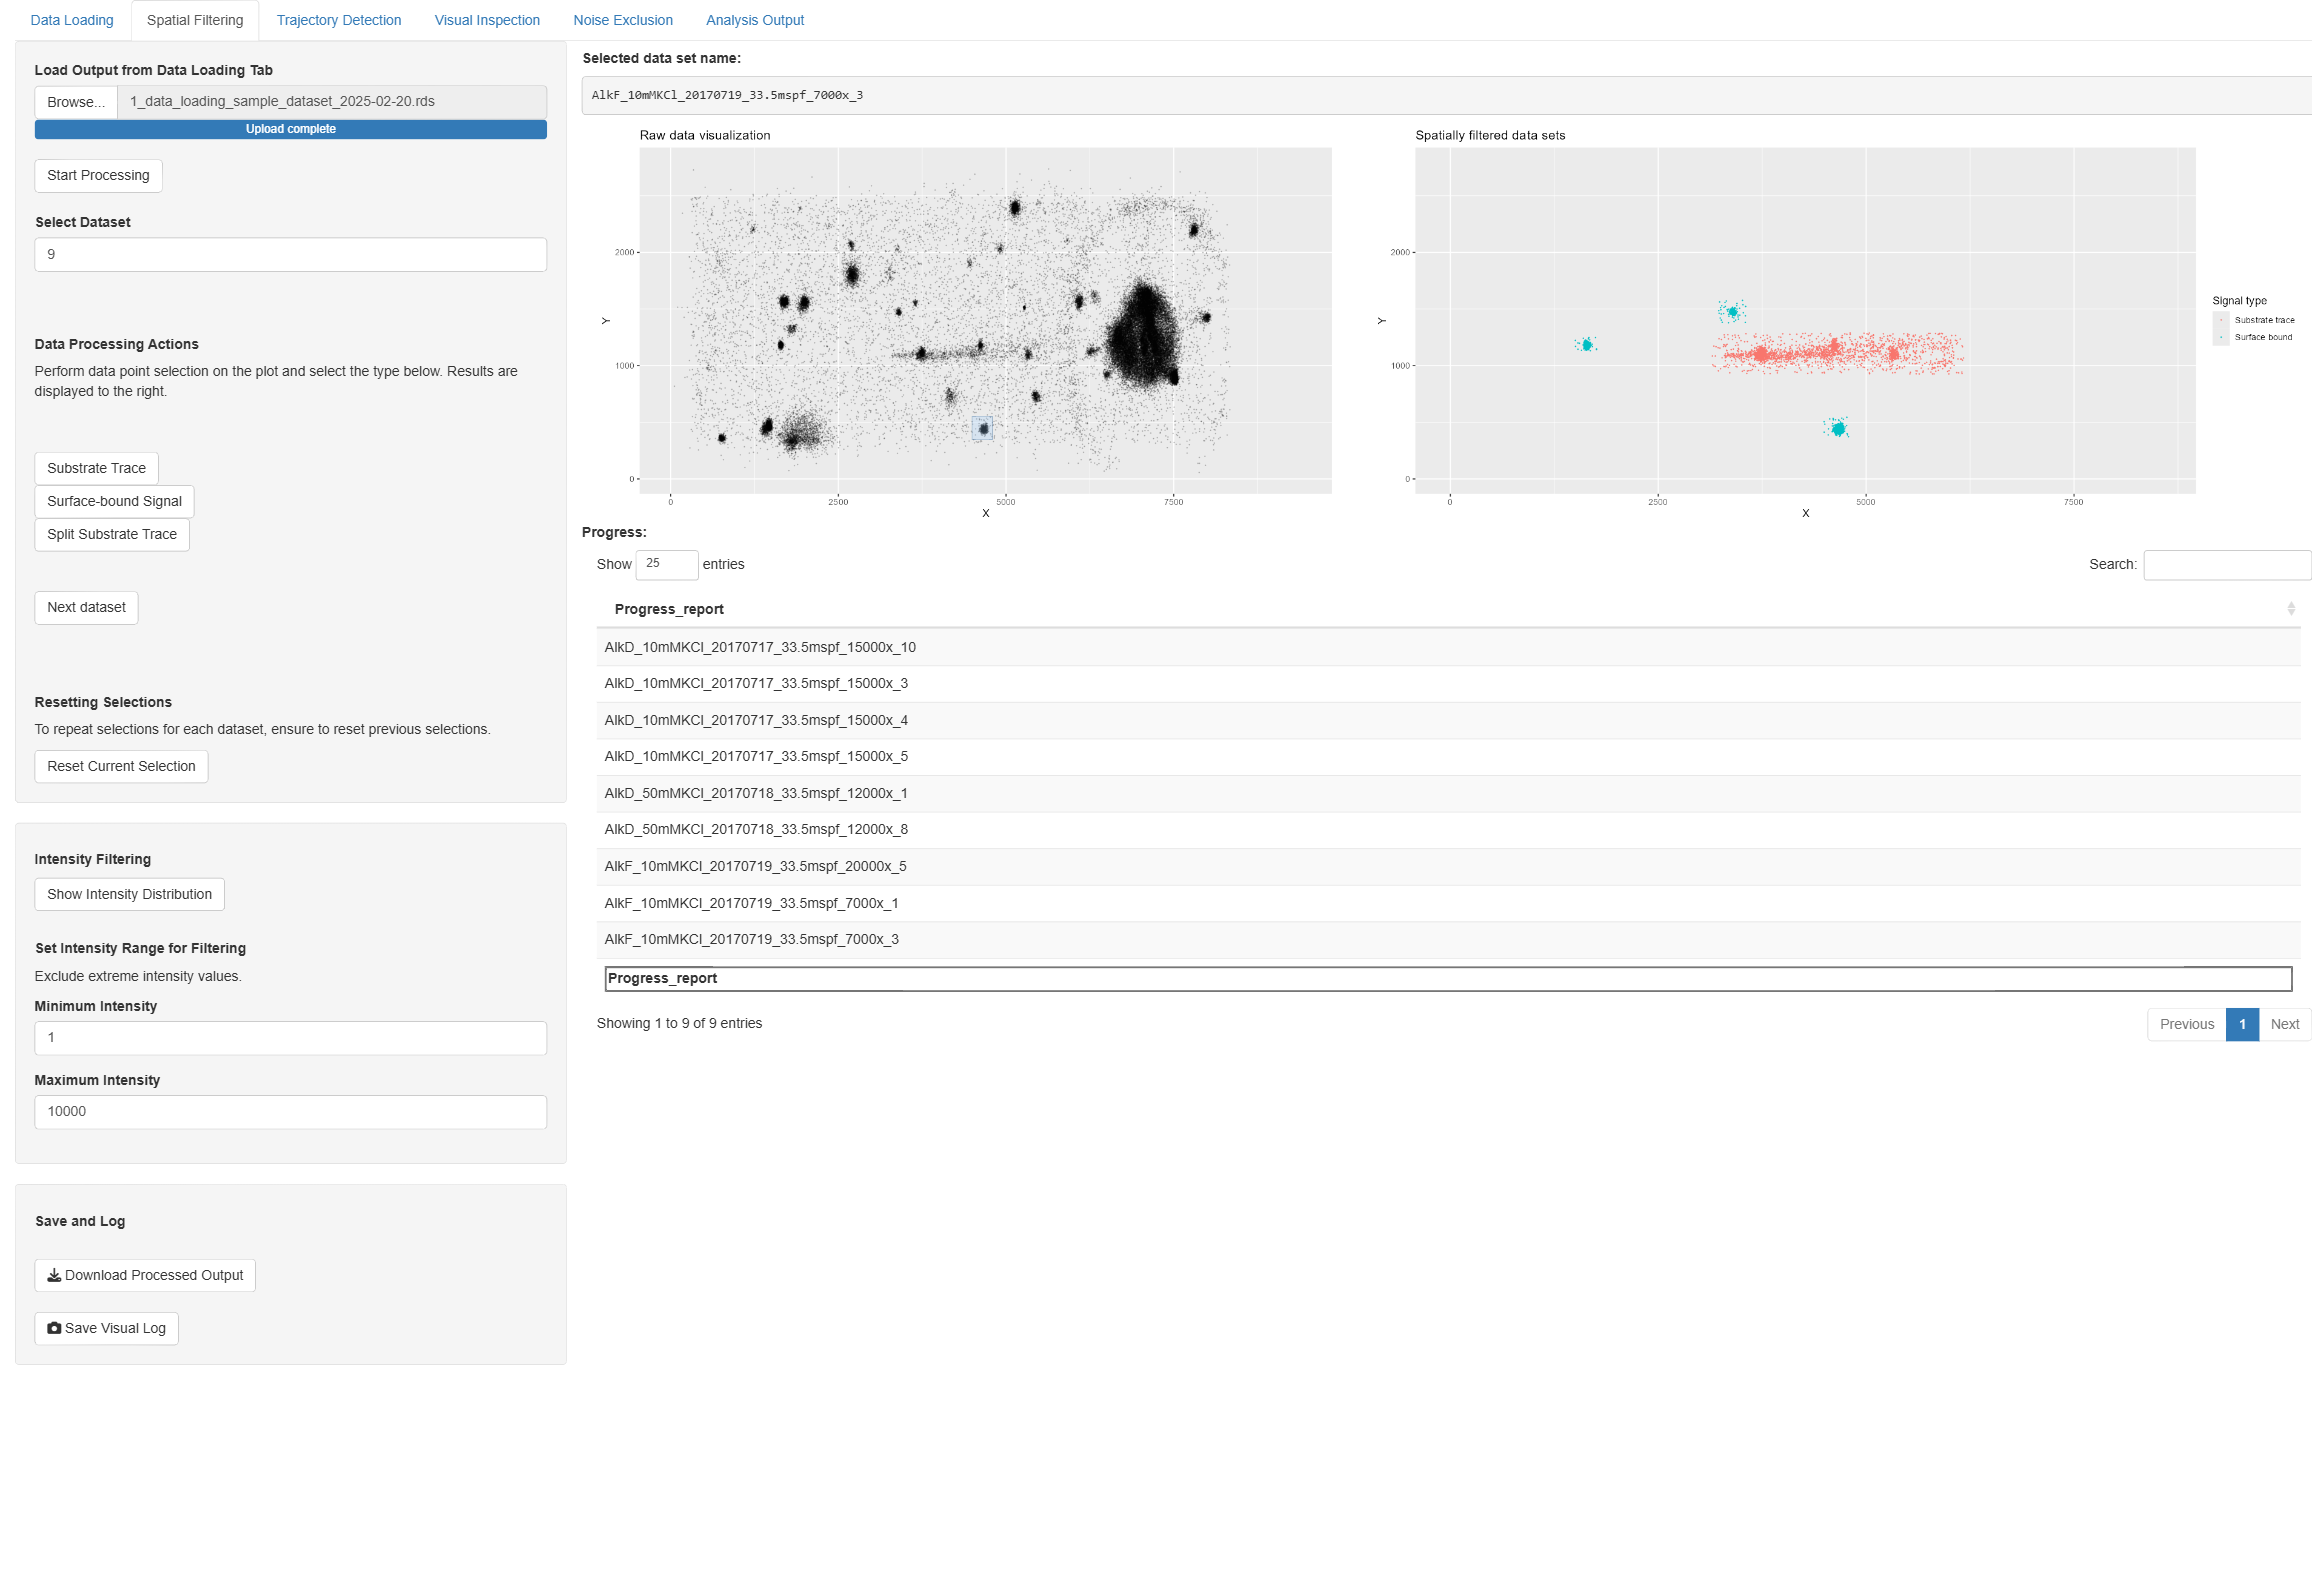 Data Loading Spatial Filtering Trajectory Detection Visual Inspection Noise Exclusion Analysis Output
Load Output from Data Loading Tab
Browse... 1_data_loading_sample_dataset_2025-02-20.rds
Upload complete
Start Processing
Select Dataset
9
Data Processing Actions
Perform data point selection on the plot and select the type below. Results are
displayed to the right.
Substrate Trace
Surface-bound Signal
Split Substrate Trace
Next dataset
Resetting Selections
To repeat selections for each dataset, ensure to reset previous selections.
Reset Current Selection
Intensity Filtering
Show Intensity Distribution
Set Intensity Range for Filtering
Exclude extreme intensity values.
Minimum Intensity
1
Maximum Intensity
10000
Save and Log
Download Processed Output
Save Visual Log
Selected data set name:
AlkF_10mMKCl_20170719_33.5mspf_7000x_3
Raw data visualization
2000
1000
0
Y
0 2500 5000 7500
X
Spatially filtered data sets
2000
1000
0
Y
0 2500 5000 7500
X
Signal type
Substrate trace
Surface bound
Progress:
Show 25 entries
Search:
Progress_report
AlkD_10mMKCl_20170717_33.5mspf_15000x_10
AlkD_10mMKCl_20170717_33.5mspf_15000x_3
AlkD_10mMKCl_20170717_33.5mspf_15000x_4
AlkD_10mMKCl_20170717_33.5mspf_15000x_5
AlkD_50mMKCl_20170718_33.5mspf_12000x_1
AlkD_50mMKCl_20170718_33.5mspf_12000x_8
AlkF_10mMKCl_20170719_33.5mspf_20000x_5
AlkF_10mMKCl_20170719_33.5mspf_7000x_1
AlkF_10mMKCl_20170719_33.5mspf_7000x_3
Progress_report
Showing 1 to 9 of 9 entries
Previous 1 Next